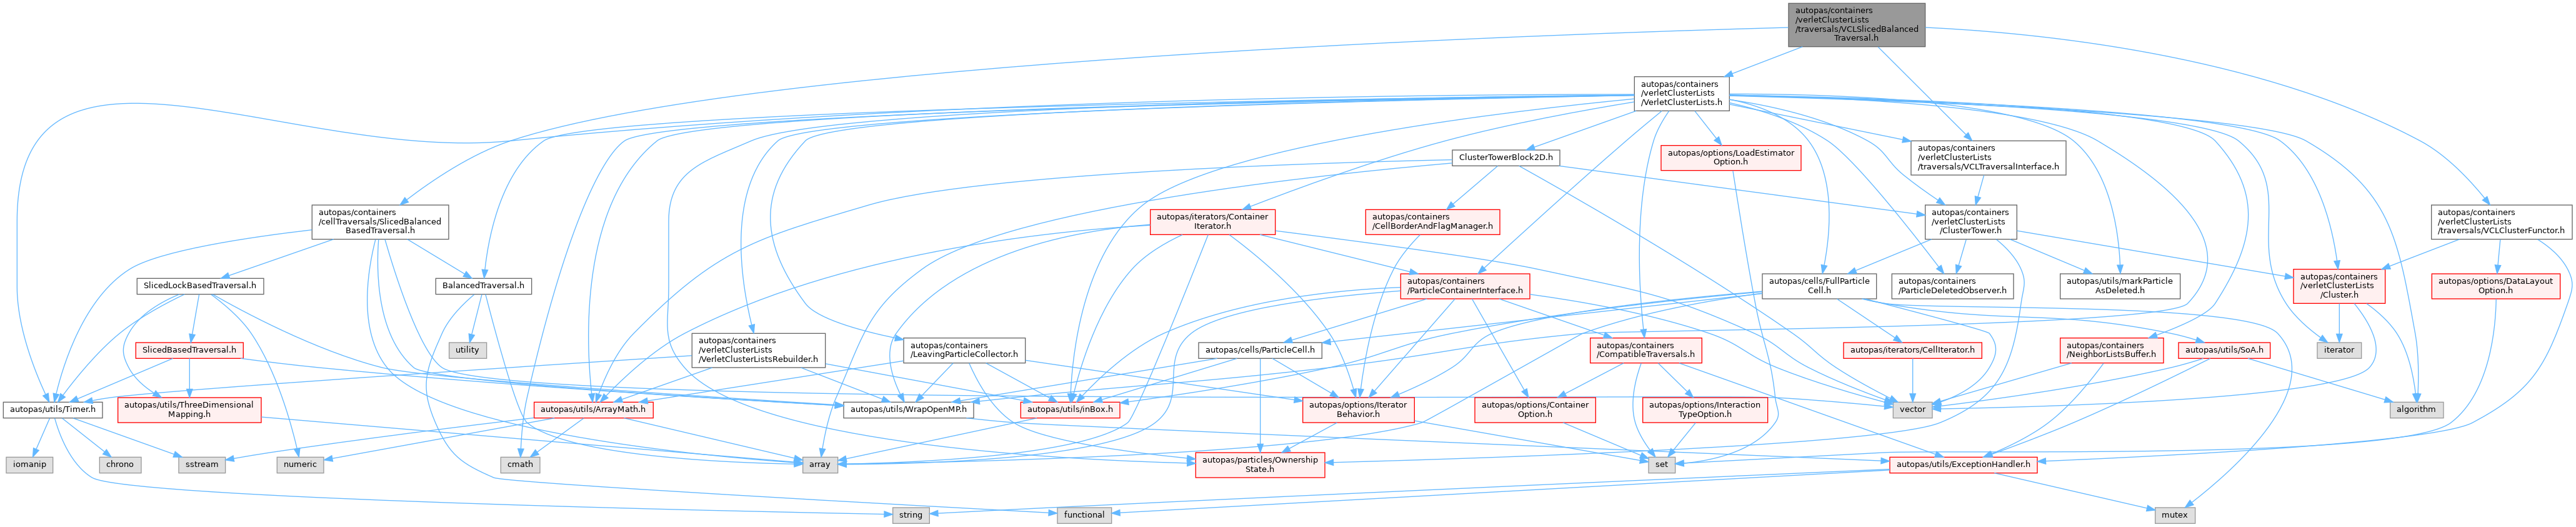 autopas/containers
/verletClusterLists
/traversals/VCLSlicedBalanced
Traversal.h
autopas/containers
/verletClusterLists
/VerletClusterLists.h
ClusterTowerBlock2D.h
autopas/options/LoadEstimator
Option.h
autopas/containers
/verletClusterLists
/traversals/VCLTraversalInterface.h
autopas/containers
/cellTraversals/SlicedBalanced
BasedTraversal.h
autopas/iterators/Container
Iterator.h
autopas/containers
/CellBorderAndFlagManager.h
autopas/containers
/verletClusterLists
/ClusterTower.h
autopas/containers
/verletClusterLists
/traversals/VCLClusterFunctor.h
SlicedLockBasedTraversal.h
BalancedTraversal.h
autopas/containers
/ParticleContainerInterface.h
autopas/cells/FullParticle
Cell.h
autopas/containers
/ParticleDeletedObserver.h
autopas/utils/markParticle
AsDeleted.h
autopas/containers
/verletClusterLists
/Cluster.h
autopas/options/DataLayout
Option.h
SlicedBasedTraversal.h
utility
autopas/containers
/verletClusterLists
/VerletClusterListsRebuilder.h
autopas/containers
/LeavingParticleCollector.h
autopas/cells/ParticleCell.h
autopas/containers
/CompatibleTraversals.h
autopas/iterators/CellIterator.h
autopas/containers
/NeighborListsBuffer.h
autopas/utils/SoA.h
iterator
autopas/utils/Timer.h
autopas/utils/ThreeDimensional
Mapping.h
autopas/utils/ArrayMath.h
autopas/utils/WrapOpenMP.h
autopas/utils/inBox.h
autopas/options/Iterator
Behavior.h
autopas/options/Container
Option.h
autopas/options/Interaction
TypeOption.h
vector
algorithm
iomanip
chrono
sstream
numeric
cmath
array
autopas/particles/Ownership
State.h
set
autopas/utils/ExceptionHandler.h
string
functional
mutex